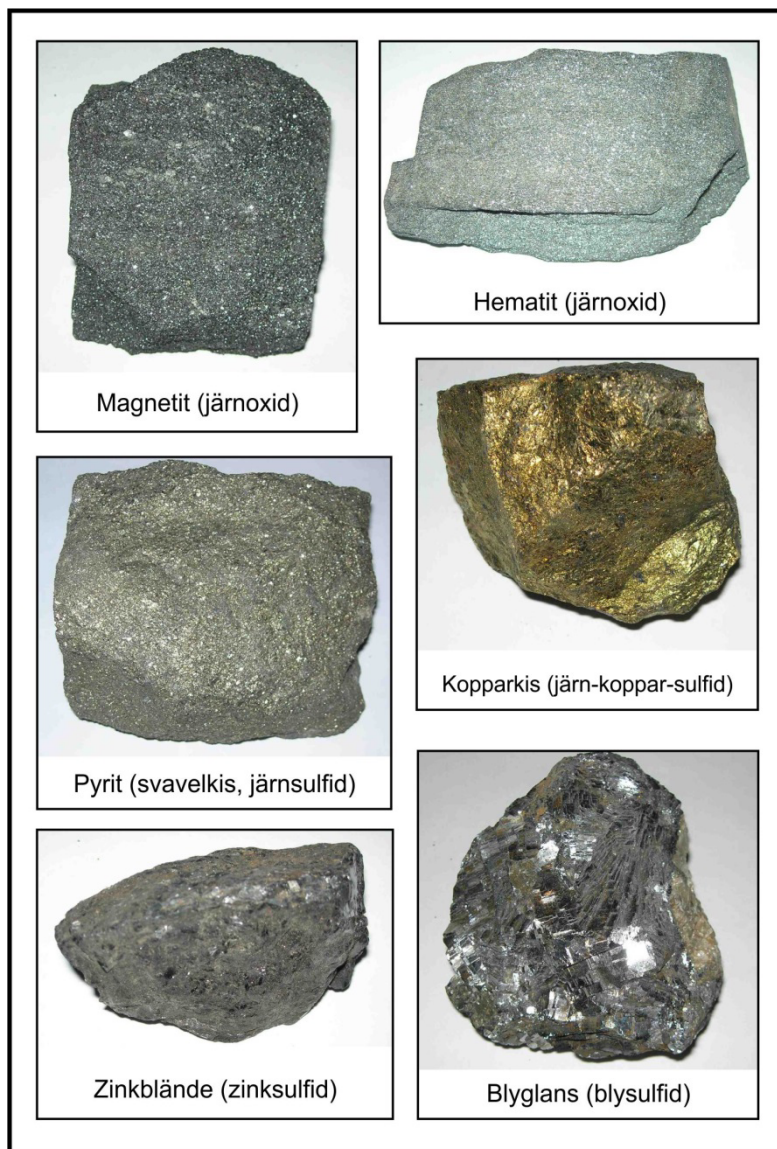 Magnetit (järnoxid)
Hematit (järnoxid)
Pyrit (svavelkis, järnsulfid)
Kopparkis (järn-koppar-sulfid)
Zinkblände (zinksulfid)
Blyglans (blysulfid)